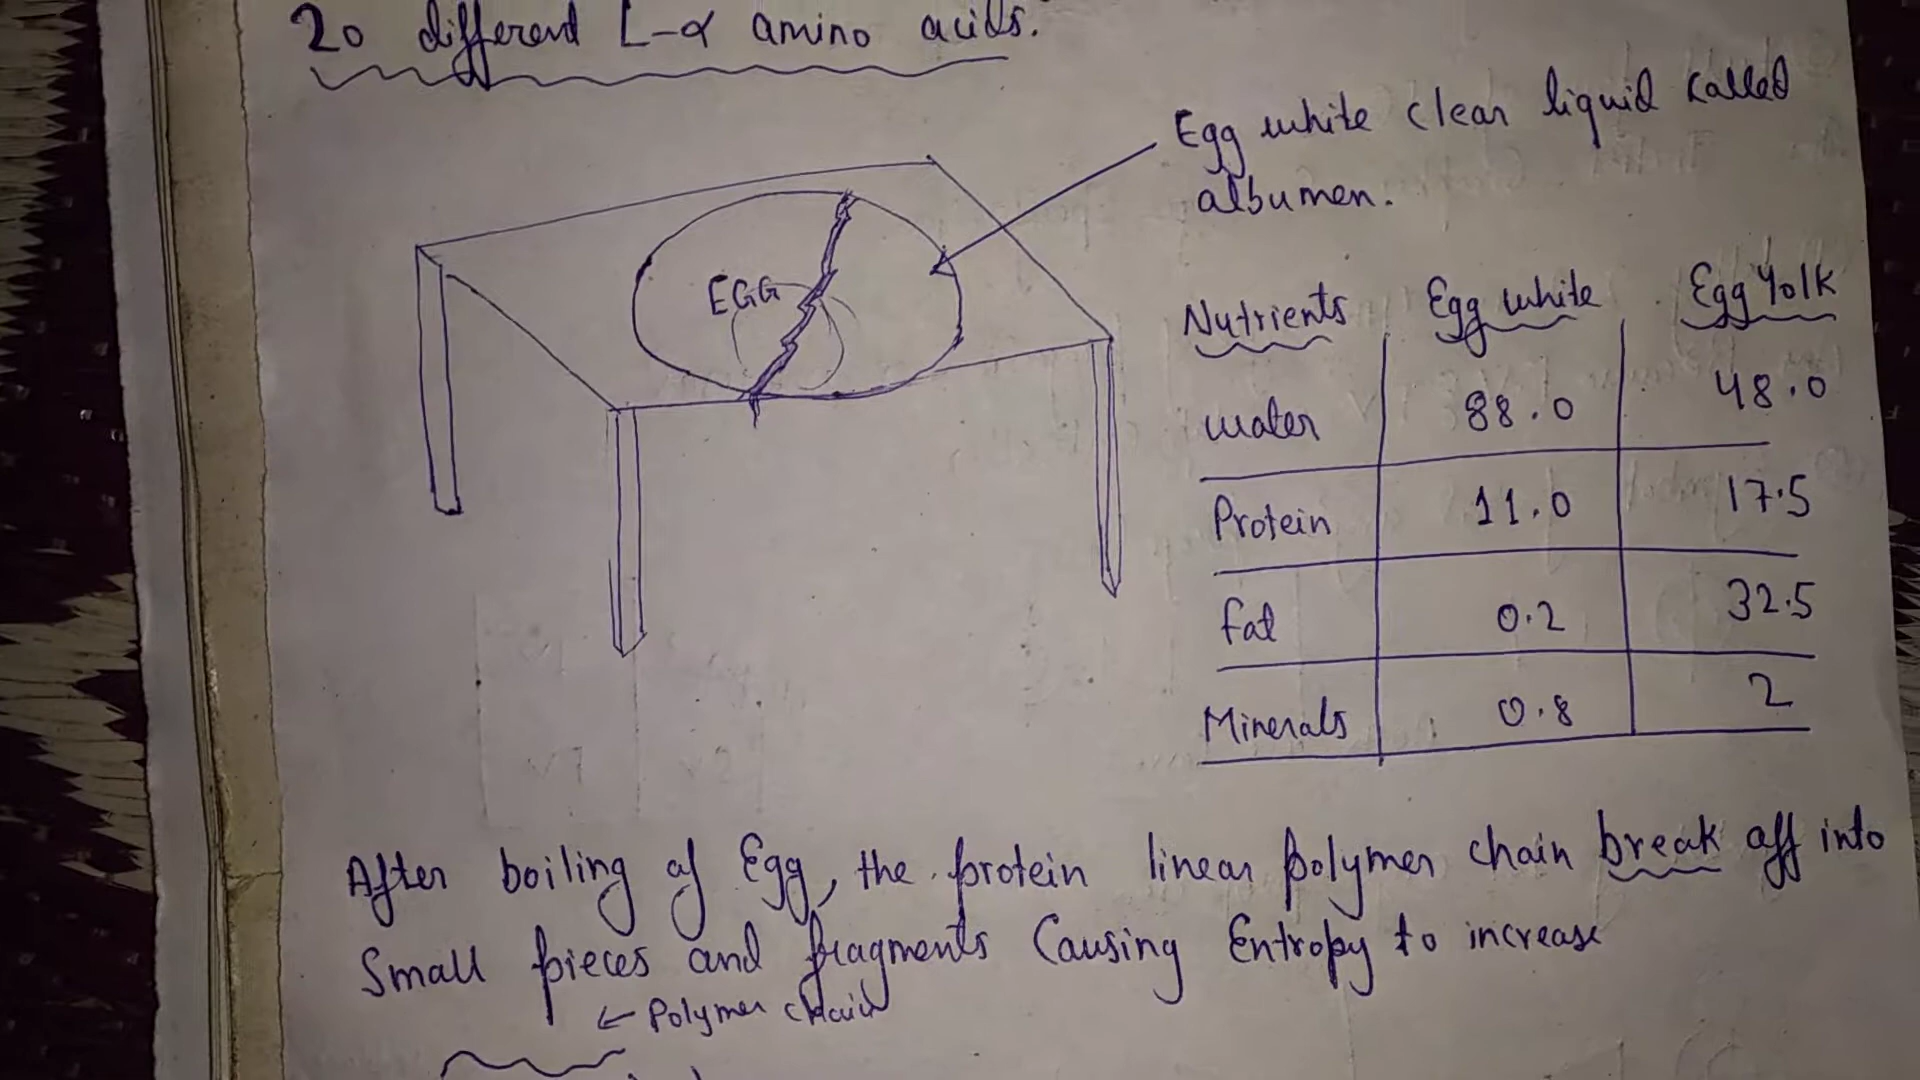 20 different L-α amino acids.
Egg white clear liquid called
albumen.
EGG
Nutrients Egg white Egg Yolk
water 88.0 48.0
Protein 11.0 17.5
fat 0.2 32.5
Minerals 0.8 2
After boiling of Egg, the protein linear polymer chain break off into
Small pieces and fragments Causing Entropy to increase
← Polymer chain